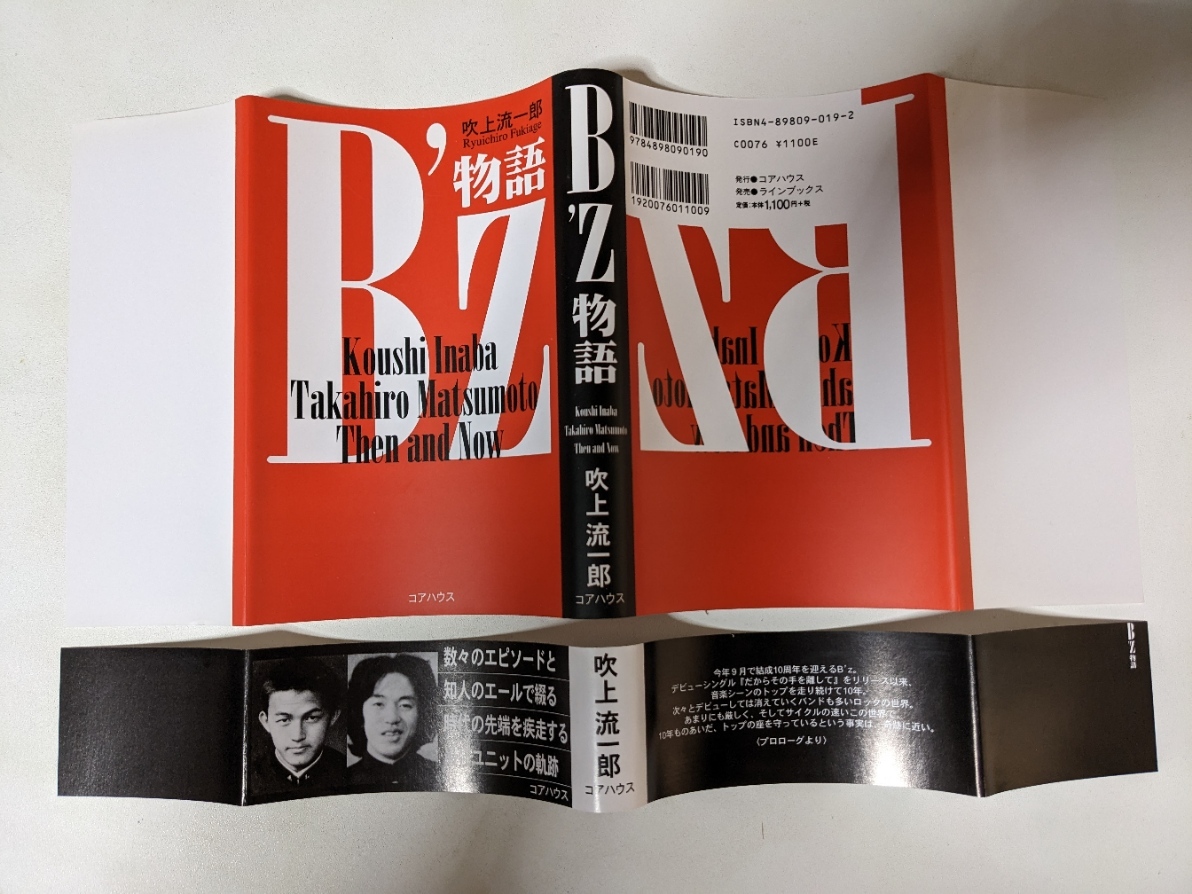 B'z
吹上流一郎
Ryuichiro Fukiage
物語
Koushi Inaba
Takahiro Matsumoto
Then and Now
コアハウス
B'Z物語
Koushi Inaba
Takahiro Matsumoto
Then and Now
吹上流一郎
コアハウス
9784898090190
ISBN4-89809-019-2
C0076 ¥1100E
1920076011009
発行●コアハウス
発売●ラインブックス
定価:本体1,100円+税
数々のエピソードと
知人のエールで綴る
時代の先端を疾走する
ユニットの軌跡
コアハウス
吹上流一郎
コアハウス
今年9月で結成10周年を迎えるB'z。
デビューシングル『だからその手を離して』をリリース以来、
音楽シーンのトップを走り続けて10年。
次々とデビューしては消えていくバンドも多いロックの世界。
あまりにも厳しく、そしてサイクルの速いこの世界で、
10年ものあいだ、トップの座を守っているという事実は、奇跡に近い。
(プロローグより)
B'Z物語